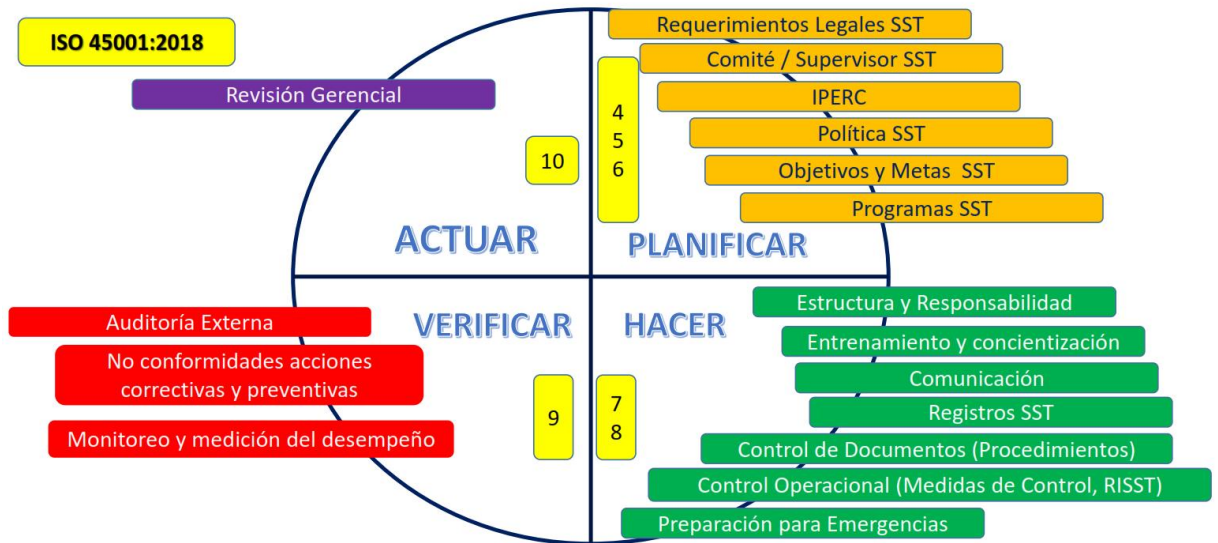 ISO 45001:2018
Revisión Gerencial
10
ACTUAR
4
5
6
Requerimientos Legales SST
Comité / Supervisor SST
IPERC
Política SST
Objetivos y Metas  SST
Programas SST
PLANIFICAR
Auditoría Externa
No conformidades acciones
correctivas y preventivas
Monitoreo y medición del desempeño
VERIFICAR
9
HACER
7
8
Estructura y Responsabilidad
Entrenamiento y concientización
Comunicación
Registros SST
Control de Documentos (Procedimientos)
Control Operacional (Medidas de Control, RISST)
Preparación para Emergencias